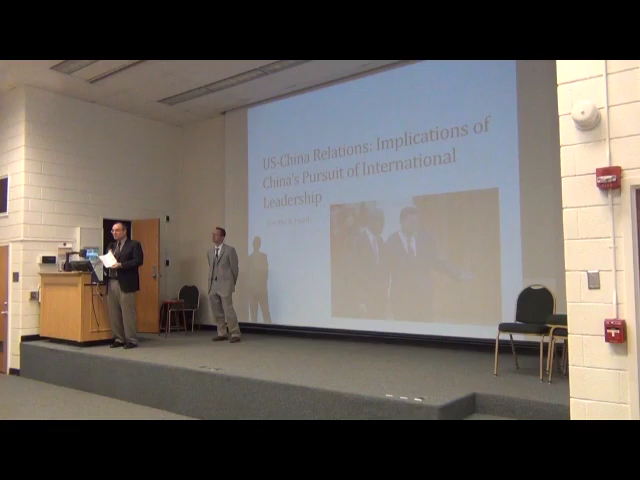 US-China Relations: Implications of
China's Pursuit of International
Leadership